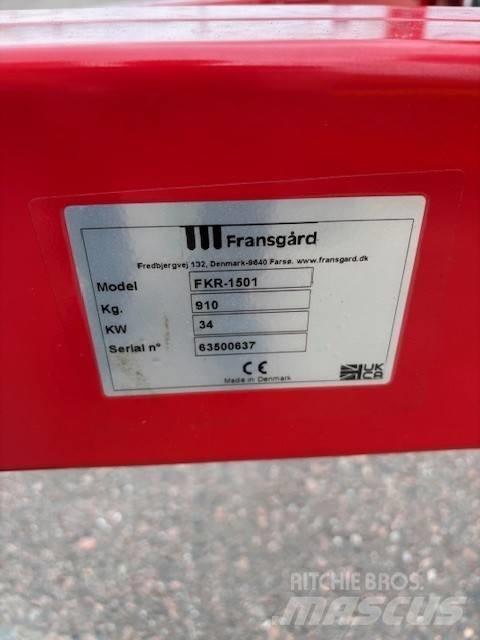 Fransgård
Fredbjergvej 132, Denmark-9640 Farsø. www.fransgard.dk
Model FKR-1501
Kg. 910
KW 34
Serial n° 63500637
CE
Made in Denmark
UK
CA
RITCHIE BROS.
MASCUS